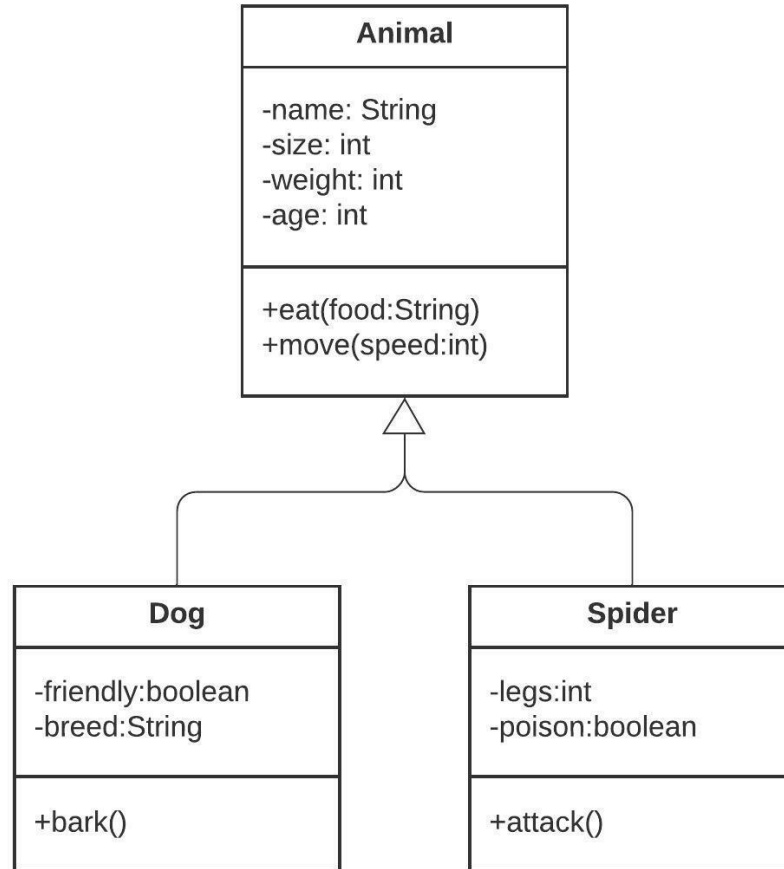 Animal
-name: String
-size: int
-weight: int
-age: int
+eat(food:String)
+move(speed:int)
Dog
-friendly:boolean
-breed:String
+bark()
Spider
-legs:int
-poison:boolean
+attack()